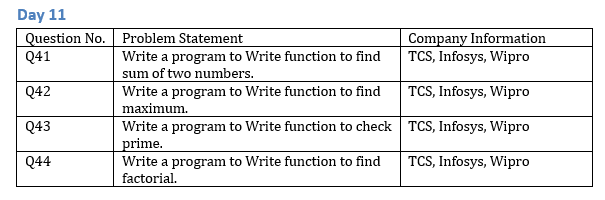 Day 11
Question No. Problem Statement Company Information
Q41 Write a program to Write function to find TCS, Infosys, Wipro
sum of two numbers.
Q42 Write a program to Write function to find TCS, Infosys, Wipro
maximum.
Q43 Write a program to Write function to check TCS, Infosys, Wipro
prime.
Q44 Write a program to Write function to find TCS, Infosys, Wipro
factorial.